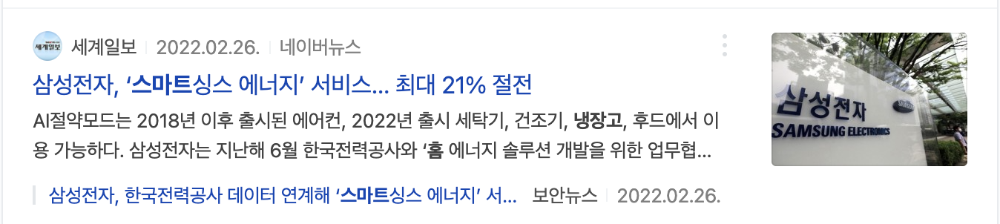 세계일보
세계일보 2022.02.26. 네이버뉴스
삼성전자, ‘스마트싱스 에너지’ 서비스... 최대 21% 절전
AI절약모드는 2018년 이후 출시된 에어컨, 2022년 출시 세탁기, 건조기, 냉장고, 후드에서 이
용 가능하다. 삼성전자는 지난해 6월 한국전력공사와 ‘홈 에너지 솔루션 개발을 위한 업무협...
삼성전자, 한국전력공사 데이터 연계해 ‘스마트싱스 에너지’ 서... 보안뉴스 2022.02.26.
삼성전자
SAMSUNG ELECTRONICS